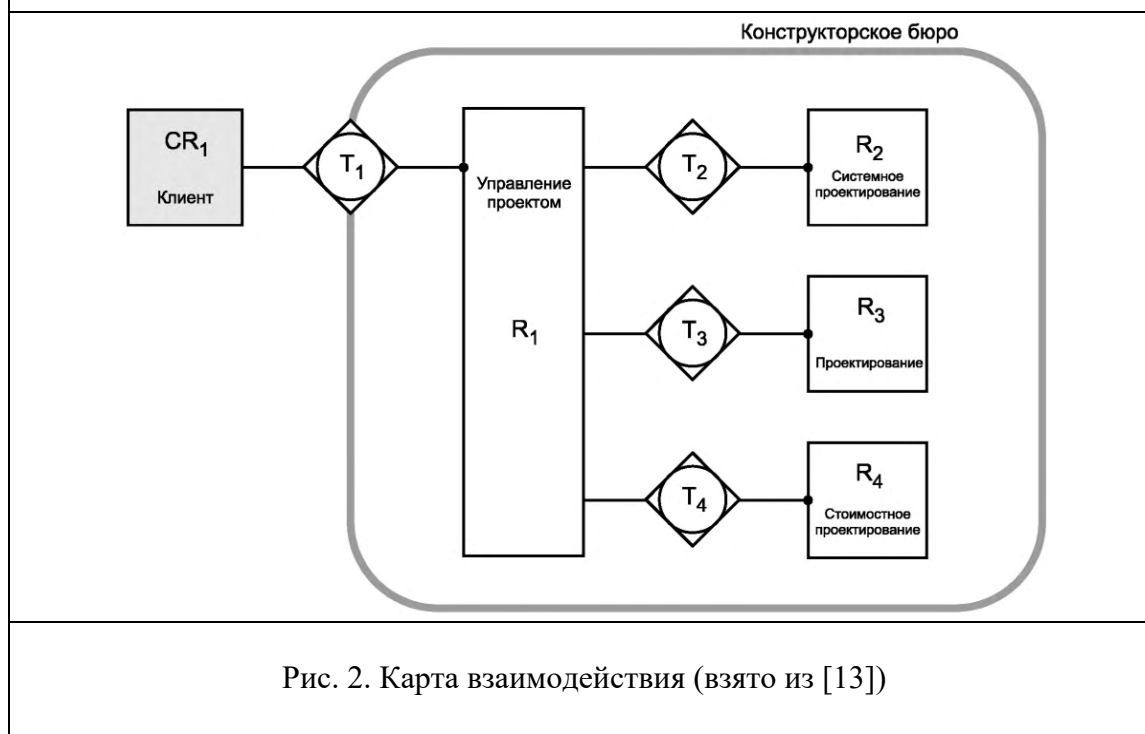 Конструкторское бюро
CR₁
Клиент
T₁
Управление
проектом
R₁
T₂
R₂
Системное
проектирование
T₃
R₃
Проектирование
T₄
R₄
Стоимостное
проектирование
Рис. 2. Карта взаимодействия (взято из [13])